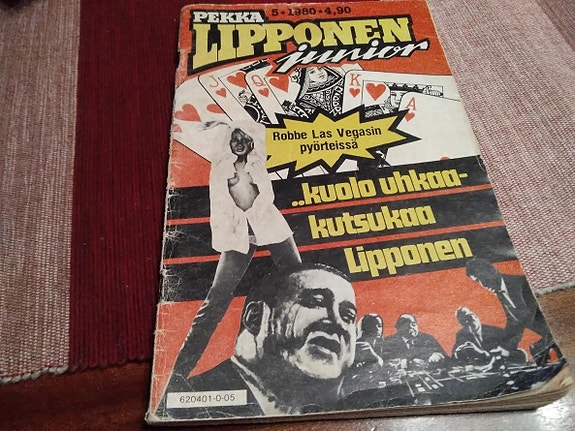 PEKKA 5 • 1980 • 4,90
LIPPONEN
junior
J Q K A
Robbe Las Vegasin
pyörteissä
..kuolo uhkaa-
kutsukaa
Lipponen
620401-0-05